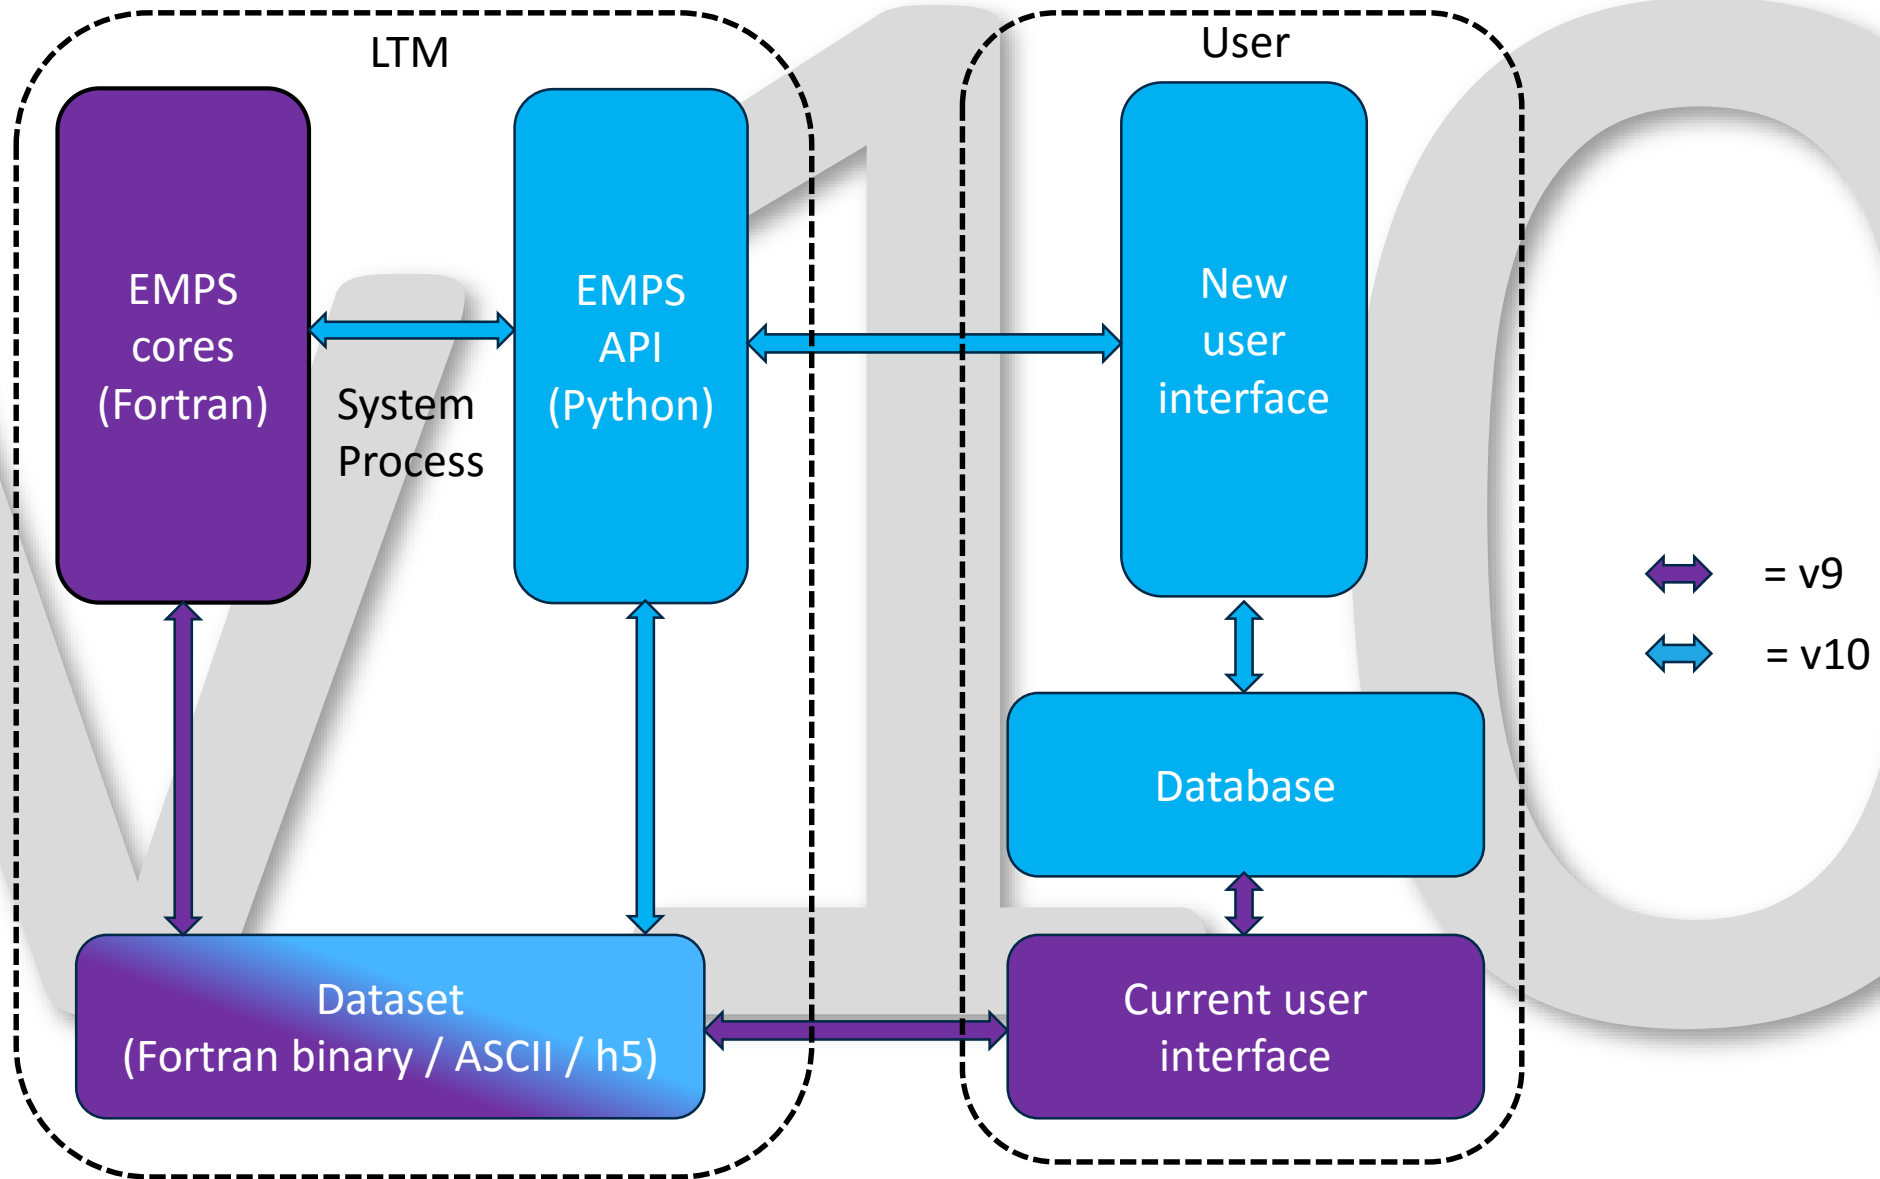 LTM
User
EMPS
cores
(Fortran)
System
Process
EMPS
API
(Python)
New
user
interface
= v9
= v10
Database
Dataset
(Fortran binary / ASCII / h5)
Current user
interface
v10